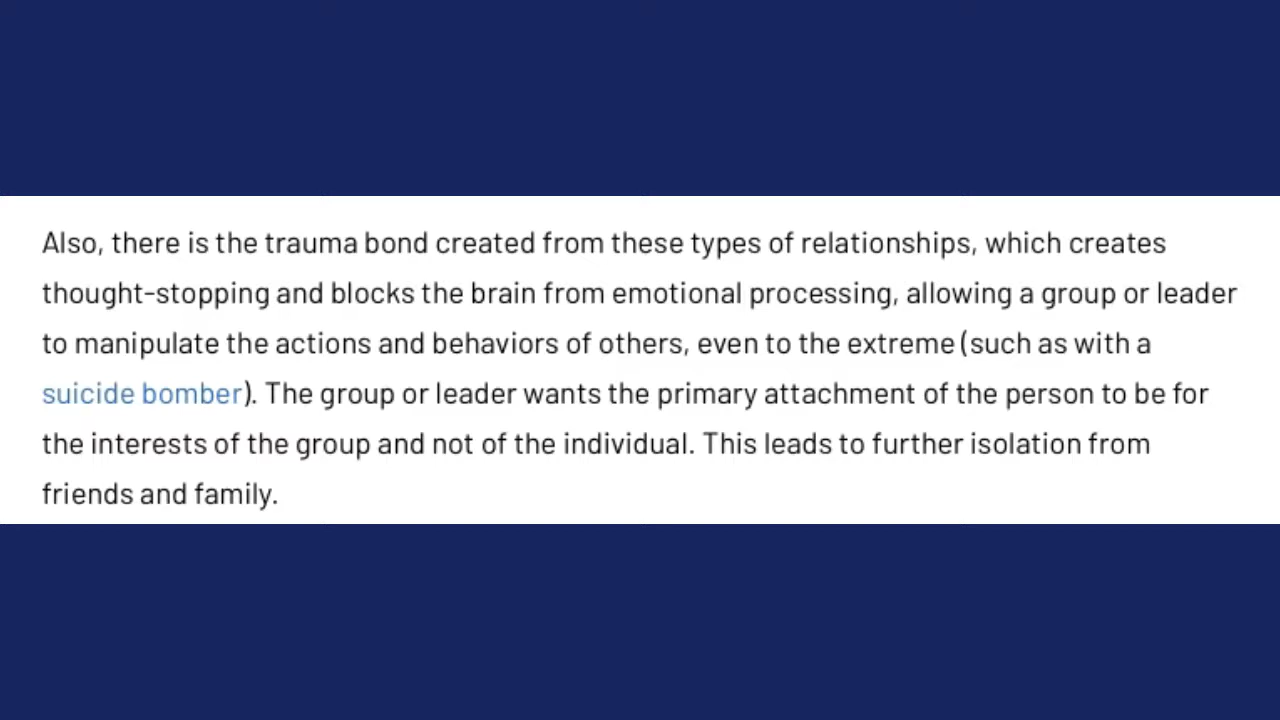 Also, there is the trauma bond created from these types of relationships, which creates
thought-stopping and blocks the brain from emotional processing, allowing a group or leader
to manipulate the actions and behaviors of others, even to the extreme (such as with a
suicide bomber). The group or leader wants the primary attachment of the person to be for
the interests of the group and not of the individual. This leads to further isolation from
friends and family.